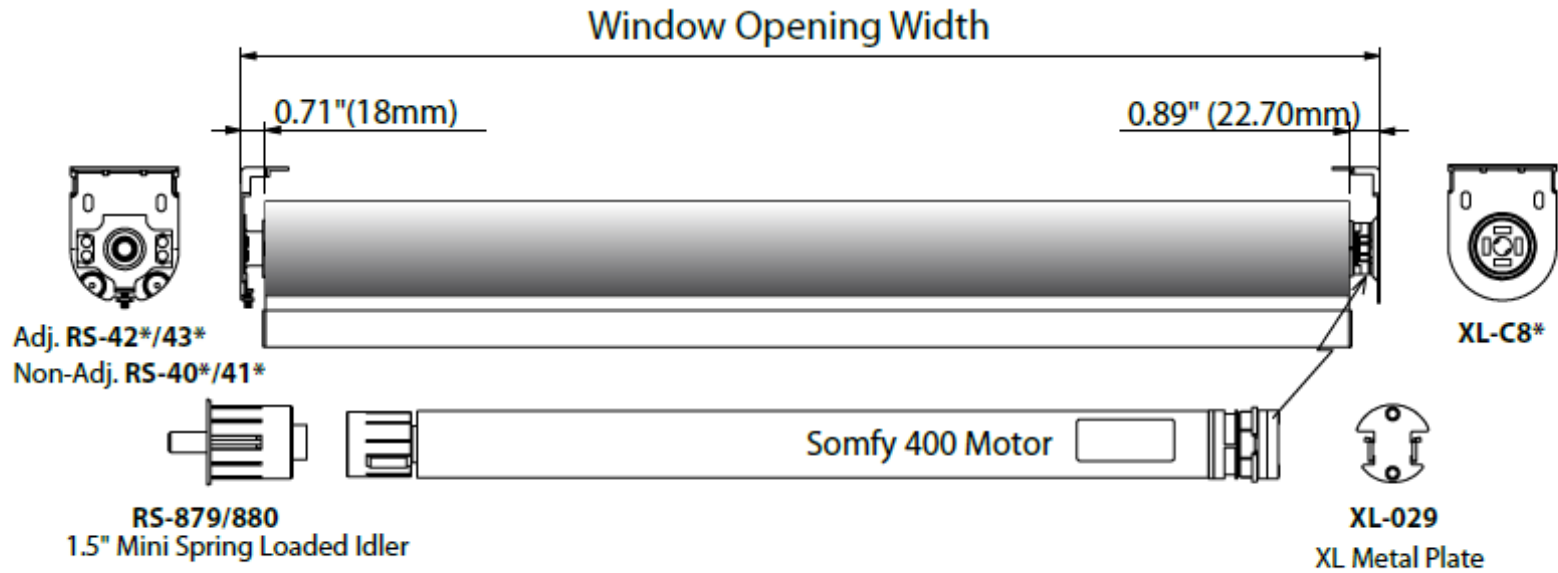 Window Opening Width
0.71"(18mm)
0.89" (22.70mm)
Adj. RS-42*/43*
Non-Adj. RS-40*/41*
XL-C8*
Somfy 400 Motor
RS-879/880
1.5" Mini Spring Loaded Idler
XL-029
XL Metal Plate